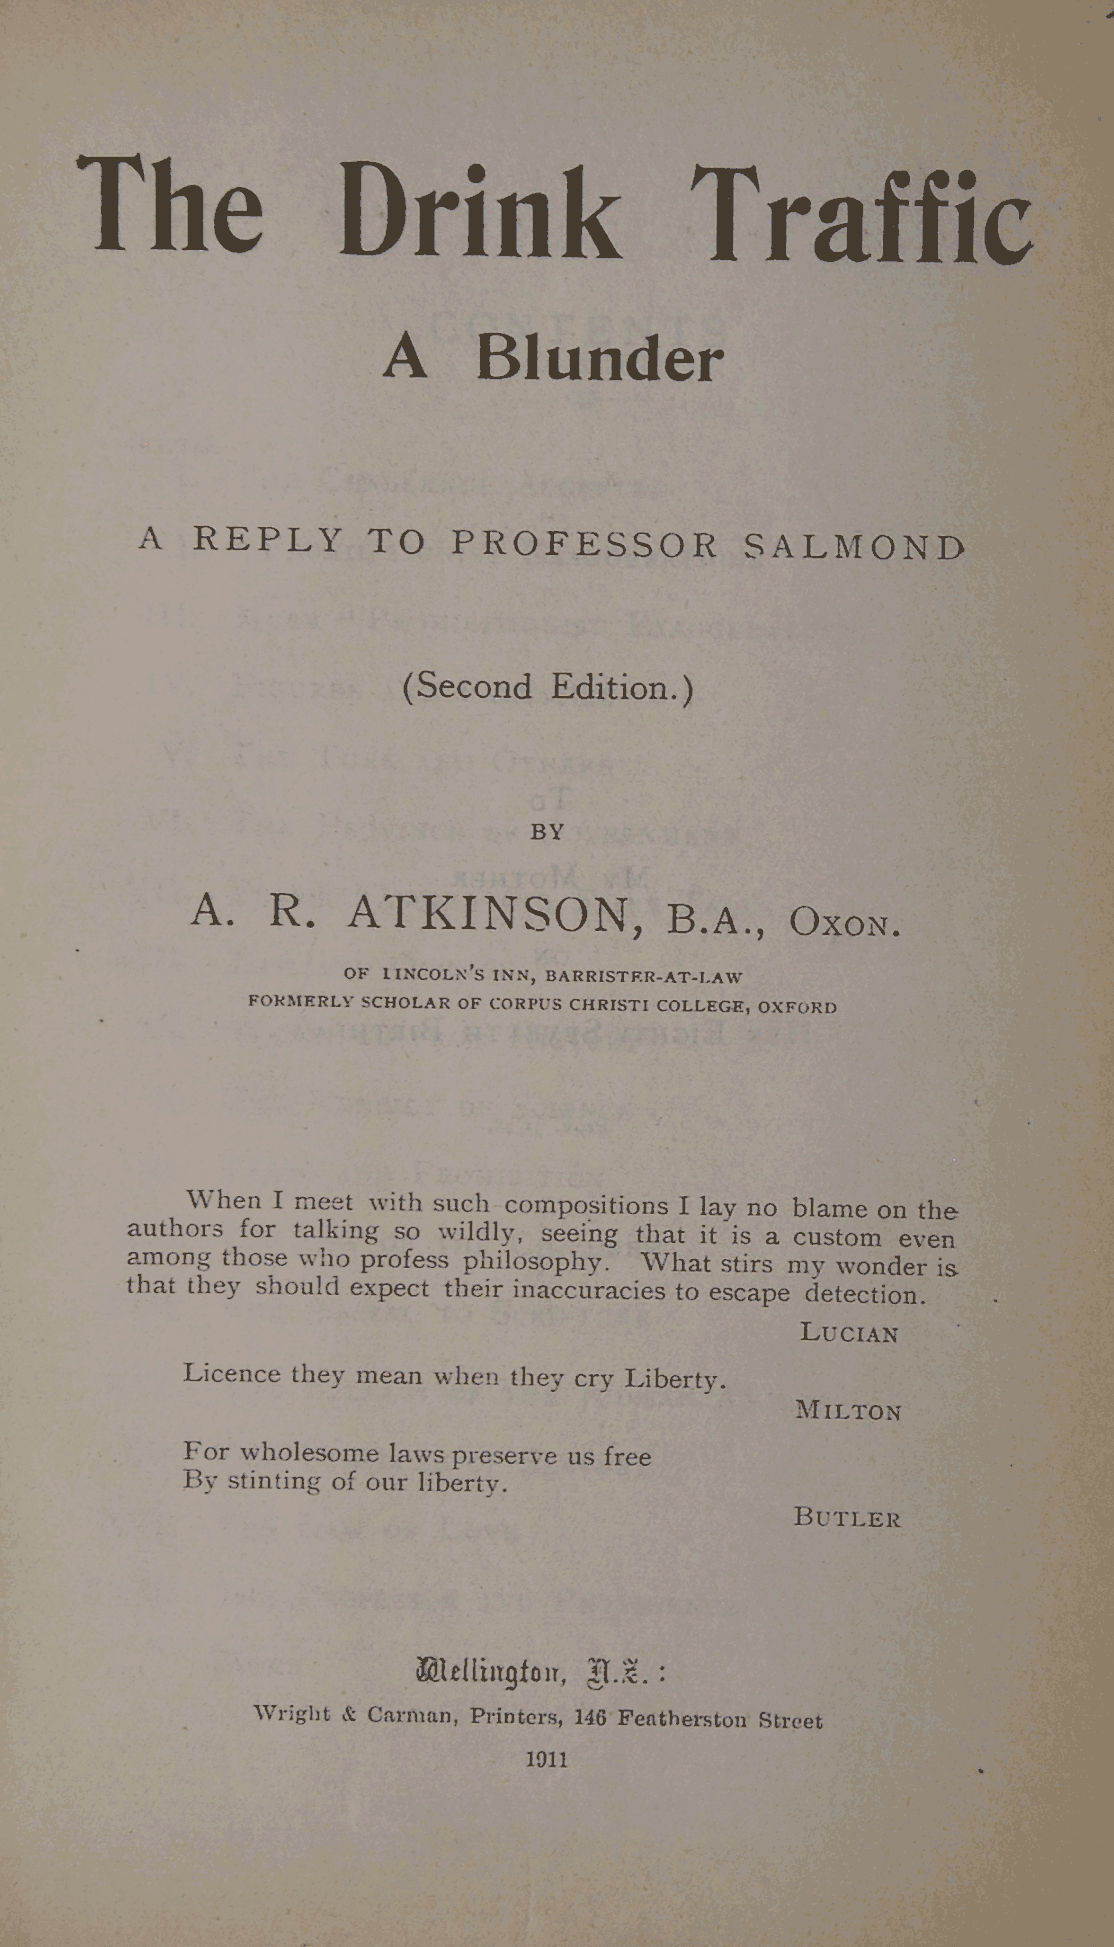 The Drink Traffic
A Blunder
A REPLY TO PROFESSOR SALMOND
(Second Edition.)
BY
A. R. ATKINSON, B.A., OXON.
OF LINCOLN'S INN, BARRISTER-AT-LAW
FORMERLY SCHOLAR OF CORPUS CHRISTI COLLEGE, OXFORD
When I meet with such compositions I lay no blame on the
authors for talking so wildly, seeing that it is a custom even
among those who profess philosophy. What stirs my wonder is
that they should expect their inaccuracies to escape detection.
LUCIAN
Licence they mean when they cry Liberty.
MILTON
For wholesome laws preserve us free
By stinting of our liberty.
BUTLER
Wellington, N.Z. :
Wright & Carman, Printers, 146 Featherston Street
1911